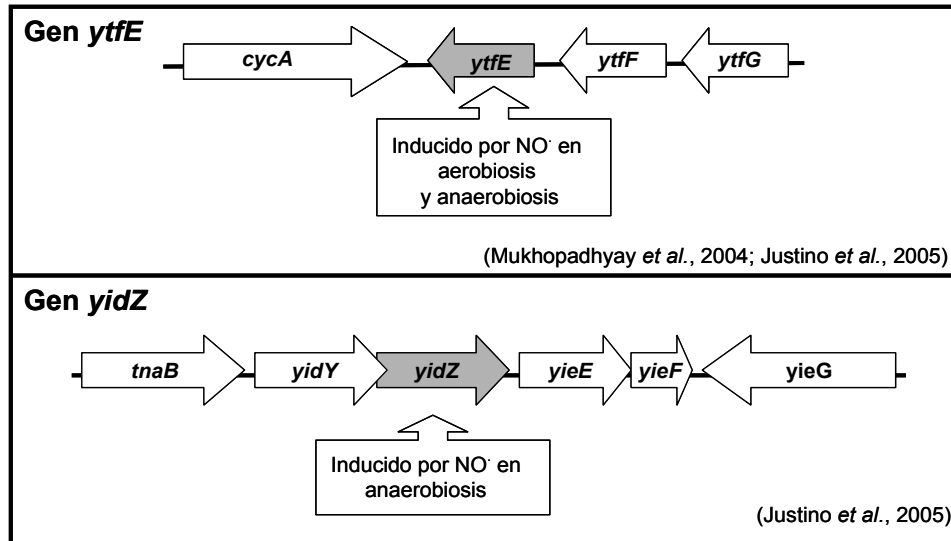 Gen ytfE
cycA ytfE ytfF ytfG
Inducido por NO· en
aerobiosis
y anaerobiosis
(Mukhopadhyay et al., 2004; Justino et al., 2005)
Gen yidZ
tnaB yidY yidZ yieE yieF yieG
Inducido por NO· en
anaerobiosis
(Justino et al., 2005)